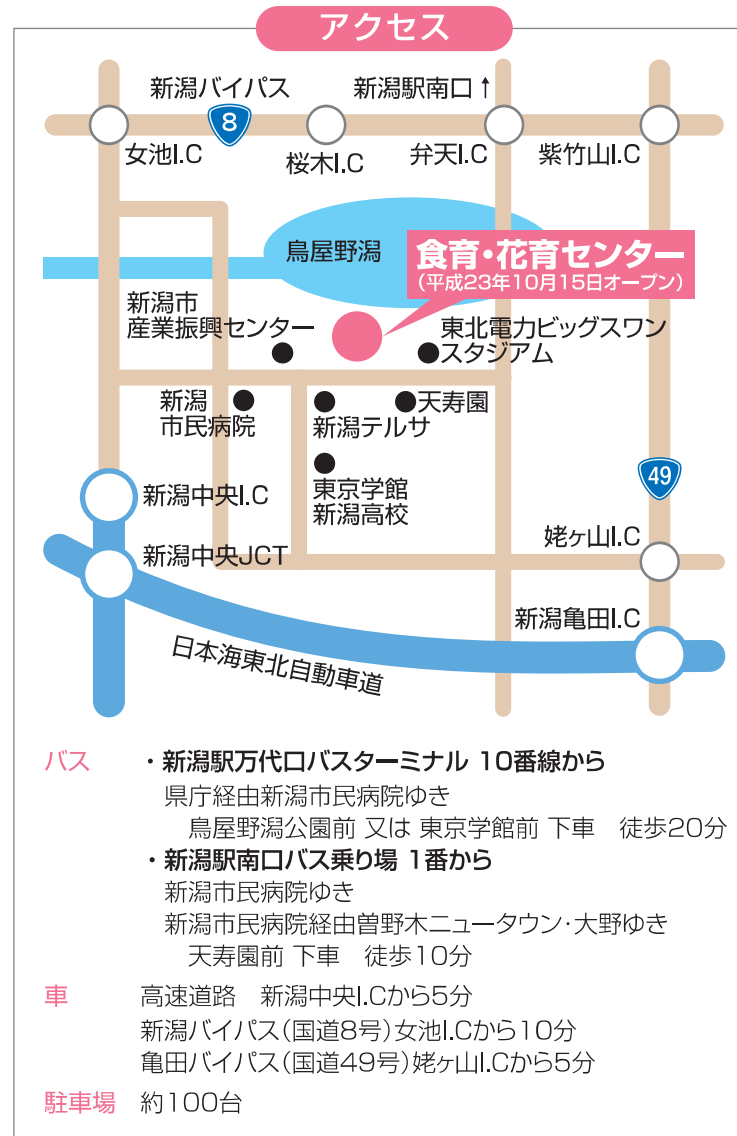 アクセス
新潟バイパス
新潟駅南口↑
8
女池I.C
桜木I.C
弁天I.C
紫竹山I.C
鳥屋野潟
食育・花育センター
(平成23年10月15日オープン)
新潟市
産業振興センター
東北電力ビッグスワン
スタジアム
新潟
市民病院
新潟テルサ
天寿園
東京学館
新潟高校
49
新潟中央I.C
姥ヶ山I.C
新潟中央JCT
新潟亀田I.C
日本海東北自動車道
バス ・新潟駅万代口バスターミナル 10番線から
県庁経由新潟市民病院ゆき
鳥屋野潟公園前 又は 東京学館前 下車 徒歩20分
・新潟駅南口バス乗り場 1番から
新潟市民病院ゆき
新潟市民病院経由曽野木ニュータウン・大野ゆき
天寿園前 下車 徒歩10分
車 高速道路 新潟中央I.Cから5分
新潟バイパス(国道8号)女池I.Cから10分
亀田バイパス(国道49号)姥ヶ山I.Cから5分
駐車場 約100台